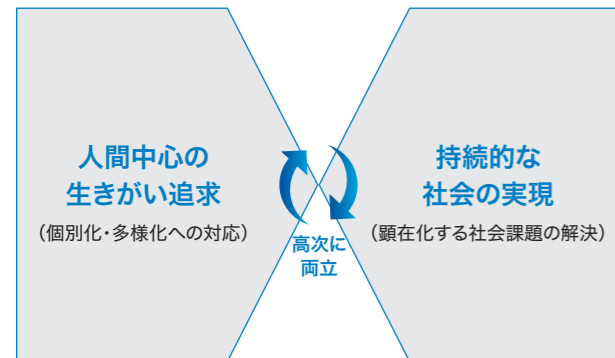 人間中心の
生きがい追求
（個別化・多様化への対応）
高次に
両立
持続的な
社会の実現
（顕在化する社会課題の解決）